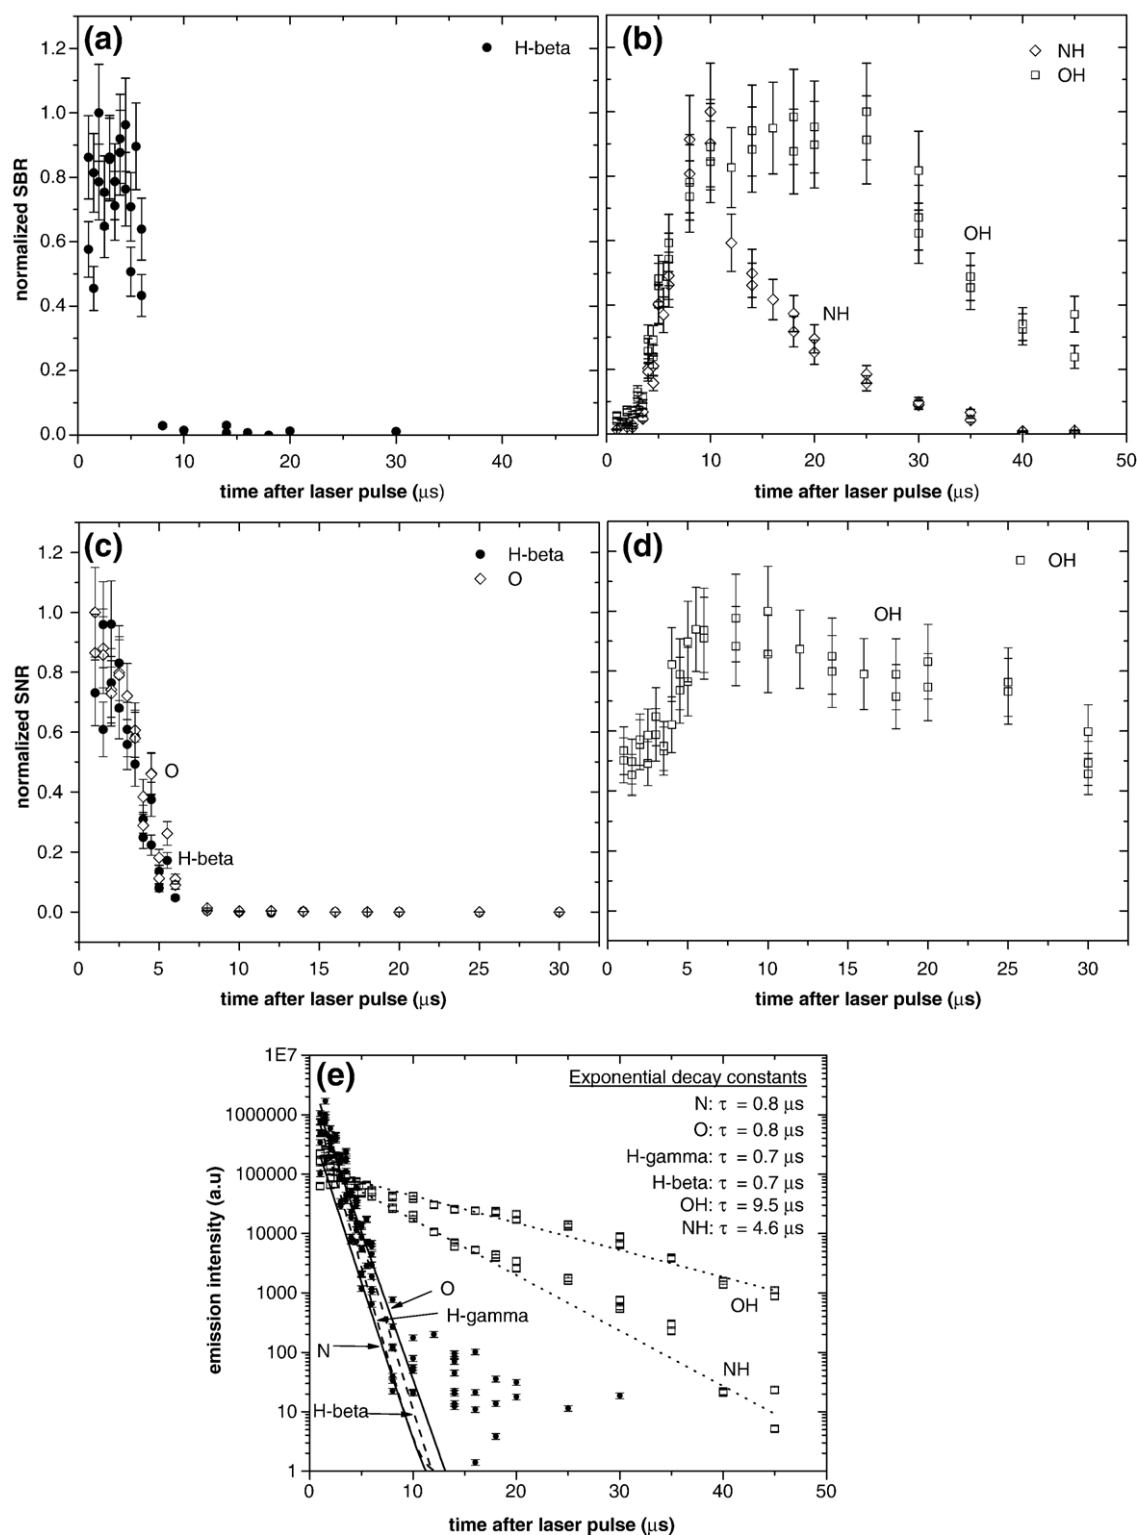 (a)
H-beta
normalized SBR
1.2
1.0
0.8
0.6
0.4
0.2
0.0
0 10 20 30 40
time after laser pulse (μs)
(b)
NH
OH
OH
NH
0 10 20 30 40 50
time after laser pulse (μs)
(c)
H-beta
O
normalized SNR
1.2
1.0
0.8
0.6
0.4
0.2
0.0
O
H-beta
0 5 10 15 20 25 30
time after laser pulse (μs)
(d)
OH
OH
0 5 10 15 20 25 30
time after laser pulse (μs)
(e)
emission intensity (a.u)
1E7
1000000
100000
10000
1000
100
10
1
Exponential decay constants
N: τ = 0.8 μs
O: τ = 0.8 μs
H-gamma: τ = 0.7 μs
H-beta: τ = 0.7 μs
OH: τ = 9.5 μs
NH: τ = 4.6 μs
O
H-gamma
N
H-beta
OH
NH
0 10 20 30 40 50
time after laser pulse (μs)